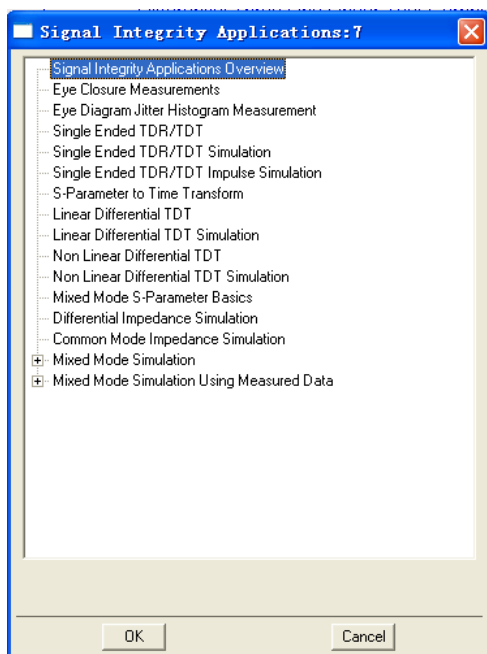 Signal Integrity Applications:7
Signal Integrity Applications Overview
Eye Closure Measurements
Eye Diagram Jitter Histogram Measurement
Single Ended TDR/TDT
Single Ended TDR/TDT Simulation
Single Ended TDR/TDT Impulse Simulation
S-Parameter to Time Transform
Linear Differential TDT
Linear Differential TDT Simulation
Non Linear Differential TDT
Non Linear Differential TDT Simulation
Mixed Mode S-Parameter Basics
Differential Impedance Simulation
Common Mode Impedance Simulation
Mixed Mode Simulation
Mixed Mode Simulation Using Measured Data
OK Cancel